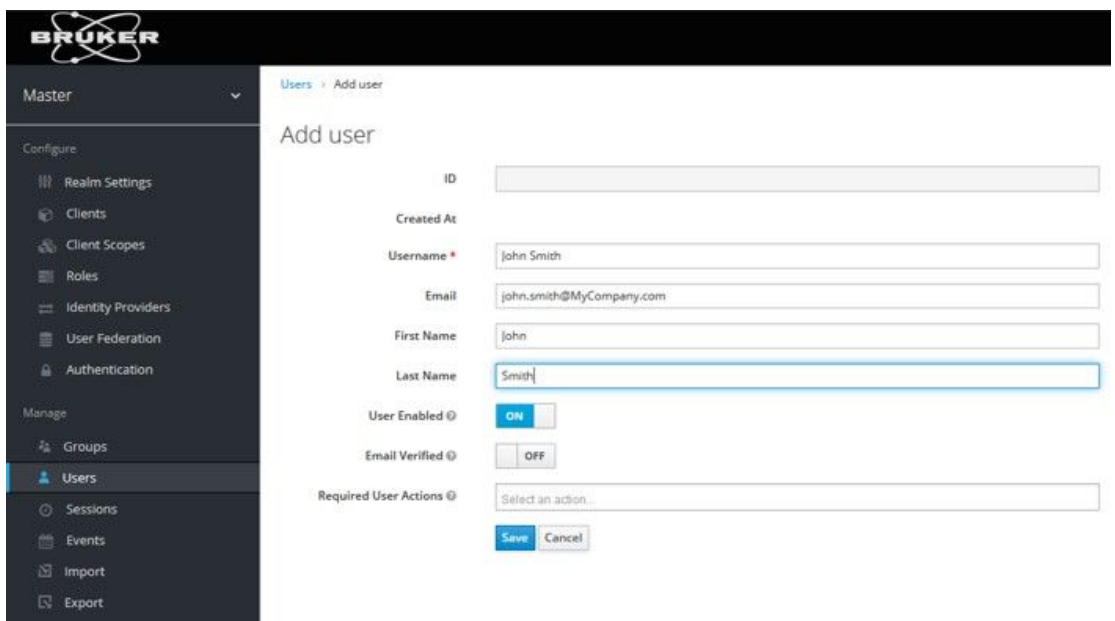 BRUKER
Master
Configure
Realm Settings
Clients
Client Scopes
Roles
Identity Providers
User Federation
Authentication
Manage
Groups
Users
Sessions
Events
Import
Export
Users › Add user
Add user
ID
Created At
Username * John Smith
Email john.smith@MyCompany.com
First Name John
Last Name Smith
User Enabled ON
Email Verified OFF
Required User Actions Select an action...
Save Cancel